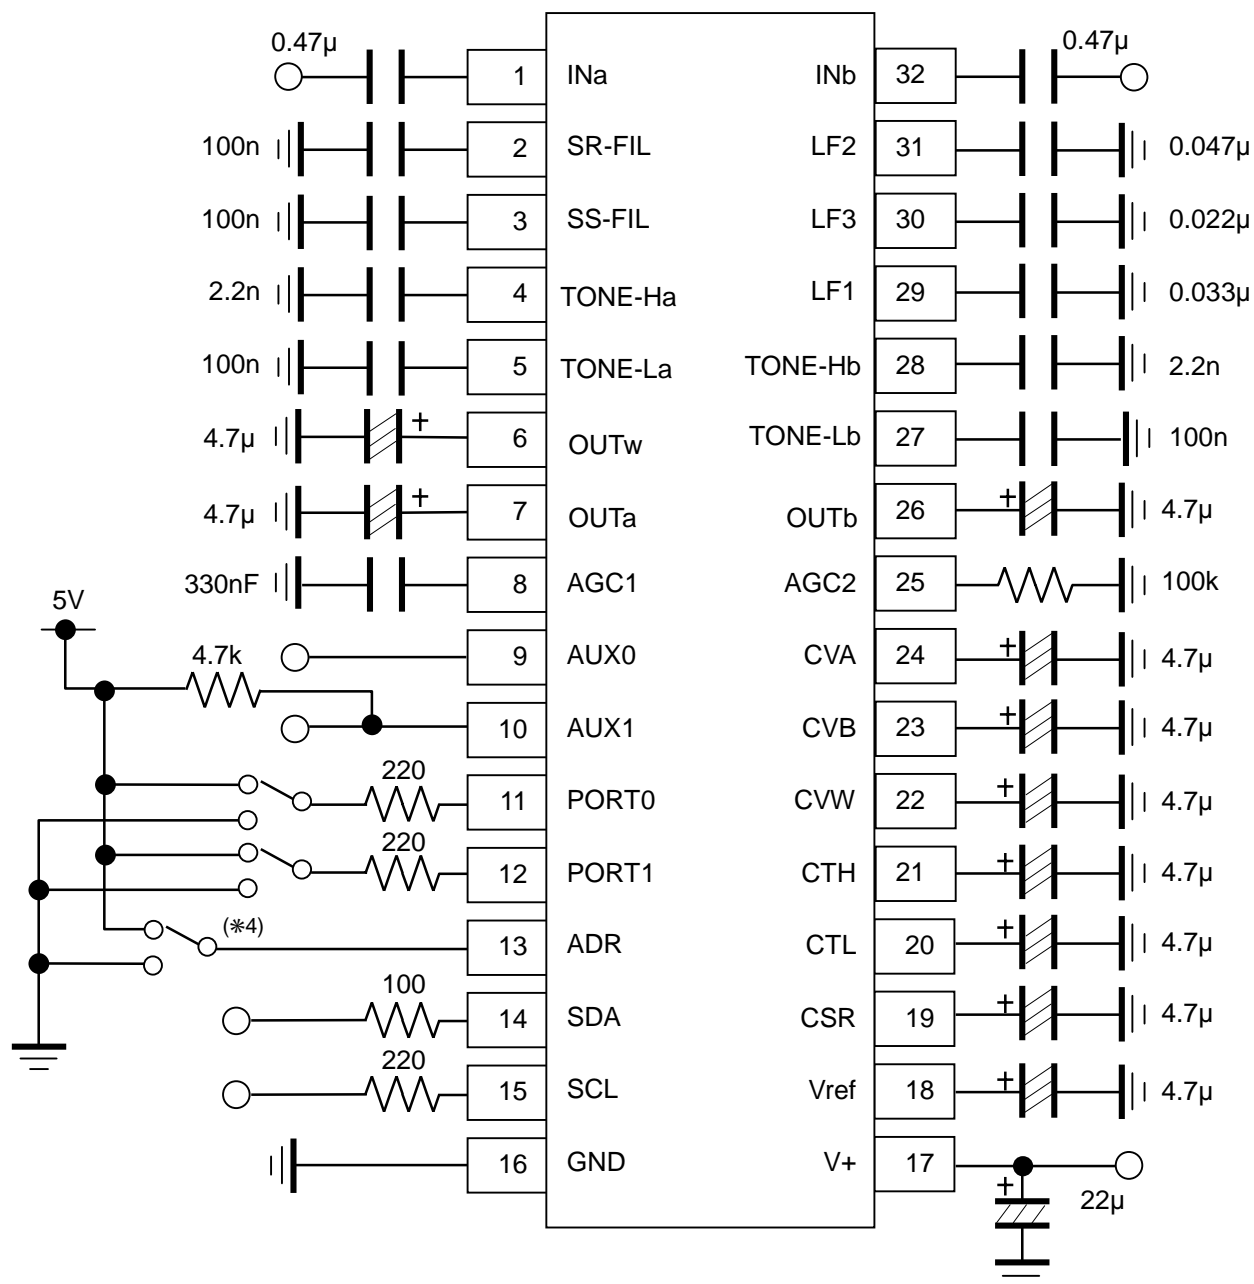 0.47µ 1 INa INb 32 0.47µ
100n 2 SR-FIL LF2 31 0.047µ
100n 3 SS-FIL LF3 30 0.022µ
2.2n 4 TONE-Ha LF1 29 0.033µ
100n 5 TONE-La TONE-Hb 28 2.2n
4.7µ + 6 OUTw TONE-Lb 27 100n
4.7µ + 7 OUTa OUTb 26 + 4.7µ
330nF 8 AGC1 AGC2 25 100k
5V
4.7k 9 AUX0 CVA 24 + 4.7µ
10 AUX1 CVB 23 + 4.7µ
220 11 PORT0 CVW 22 + 4.7µ
220 12 PORT1 CTH 21 + 4.7µ
(※4) 13 ADR CTL 20 + 4.7µ
100 14 SDA CSR 19 + 4.7µ
220 15 SCL Vref 18 + 4.7µ
16 GND V+ 17
+ 22µ